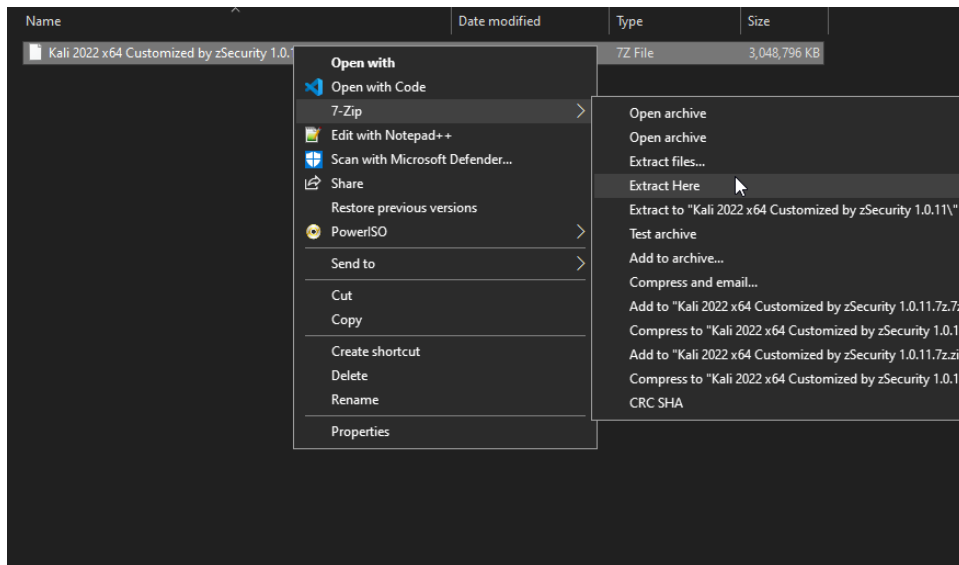 Name Date modified Type Size
Kali 2022 x64 Customized by zSecurity 1.0. 7Z File 3,048,796 KB
Open with
Open with Code
7-Zip
Edit with Notepad++
Scan with Microsoft Defender...
Share
Restore previous versions
PowerISO
Send to
Cut
Copy
Create shortcut
Delete
Rename
Properties
Open archive
Open archive
Extract files...
Extract Here
Extract to "Kali 2022 x64 Customized by zSecurity 1.0.11\"
Test archive
Add to archive...
Compress and email...
Add to "Kali 2022 x64 Customized by zSecurity 1.0.11.7z.7
Compress to "Kali 2022 x64 Customized by zSecurity 1.0.1
Add to "Kali 2022 x64 Customized by zSecurity 1.0.11.7z.zi
Compress to "Kali 2022 x64 Customized by zSecurity 1.0.1
CRC SHA